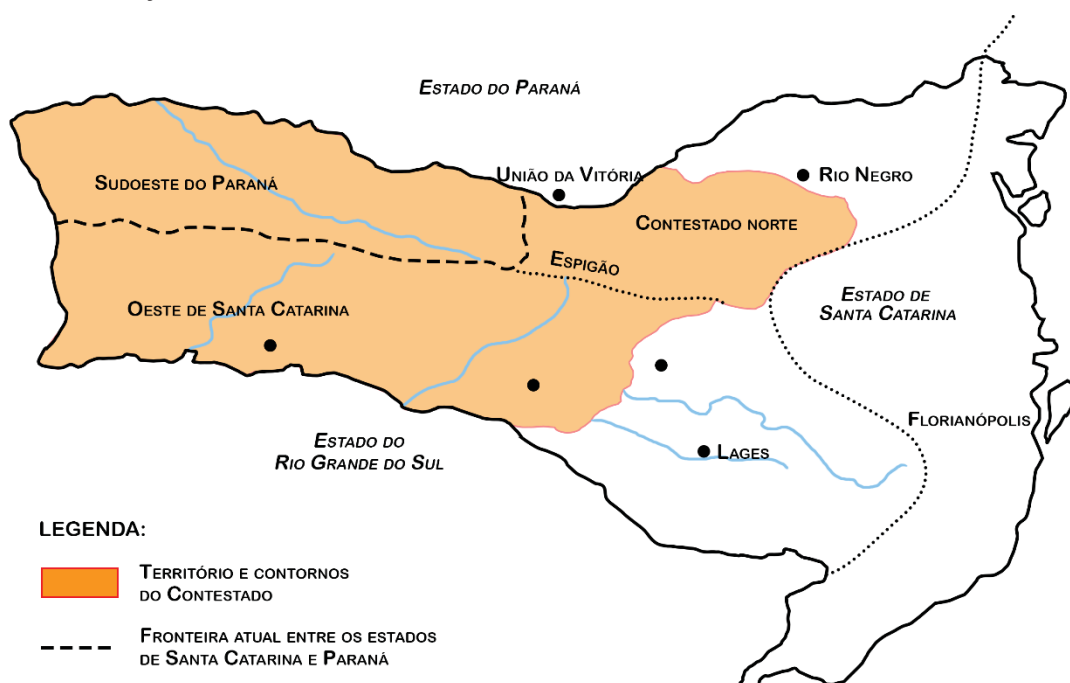 Estado do Paraná
União da Vitória
Rio Negro
Sudoeste do Paraná
Contestado norte
Espigão
Oeste de Santa Catarina
Estado de
Santa Catarina
Florianópolis
Estado do
Rio Grande do Sul
Lages
LEGENDA:
Território e contornos
do Contestado
Fronteira atual entre os estados
de Santa Catarina e Paraná